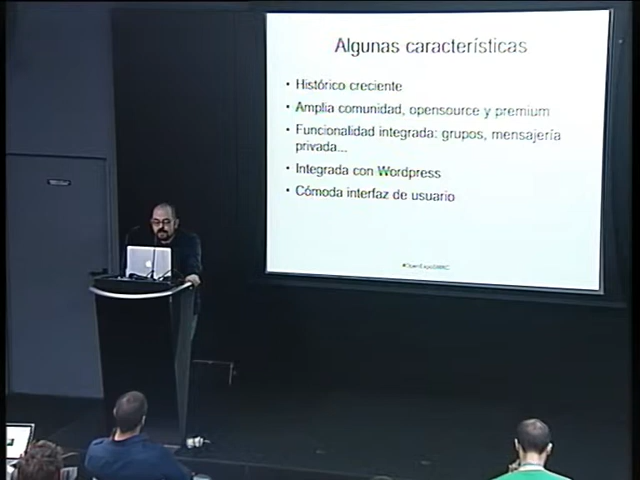 Algunas características
• Histórico creciente
• Amplia comunidad, opensource y premium
• Funcionalidad integrada: grupos, mensajería
privada...
• Integrada con Wordpress
• Cómoda interfaz de usuario